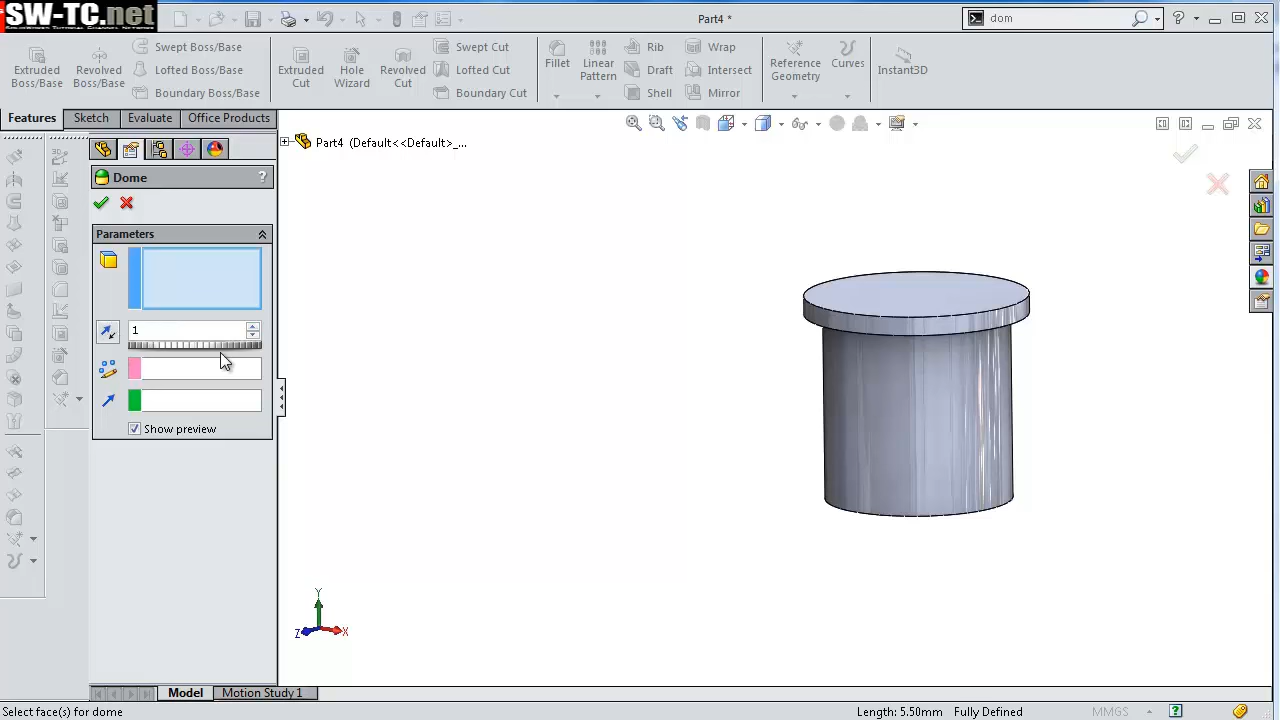 SW-TC.net
Part4 *
dom
Extruded Boss/Base
Revolved Boss/Base
Swept Boss/Base
Lofted Boss/Base
Boundary Boss/Base
Extruded Cut
Hole Wizard
Revolved Cut
Swept Cut
Lofted Cut
Boundary Cut
Fillet
Linear Pattern
Rib
Draft
Shell
Wrap
Intersect
Mirror
Reference Geometry
Curves
Instant3D
Features
Sketch
Evaluate
Office Products
Part4 (Default<<Default>_...
Dome
?
Parameters
1
Show preview
3D
Y
Z
X
Model
Motion Study 1
Select face(s) for dome
Length: 5.50mm
Fully Defined
MMGS